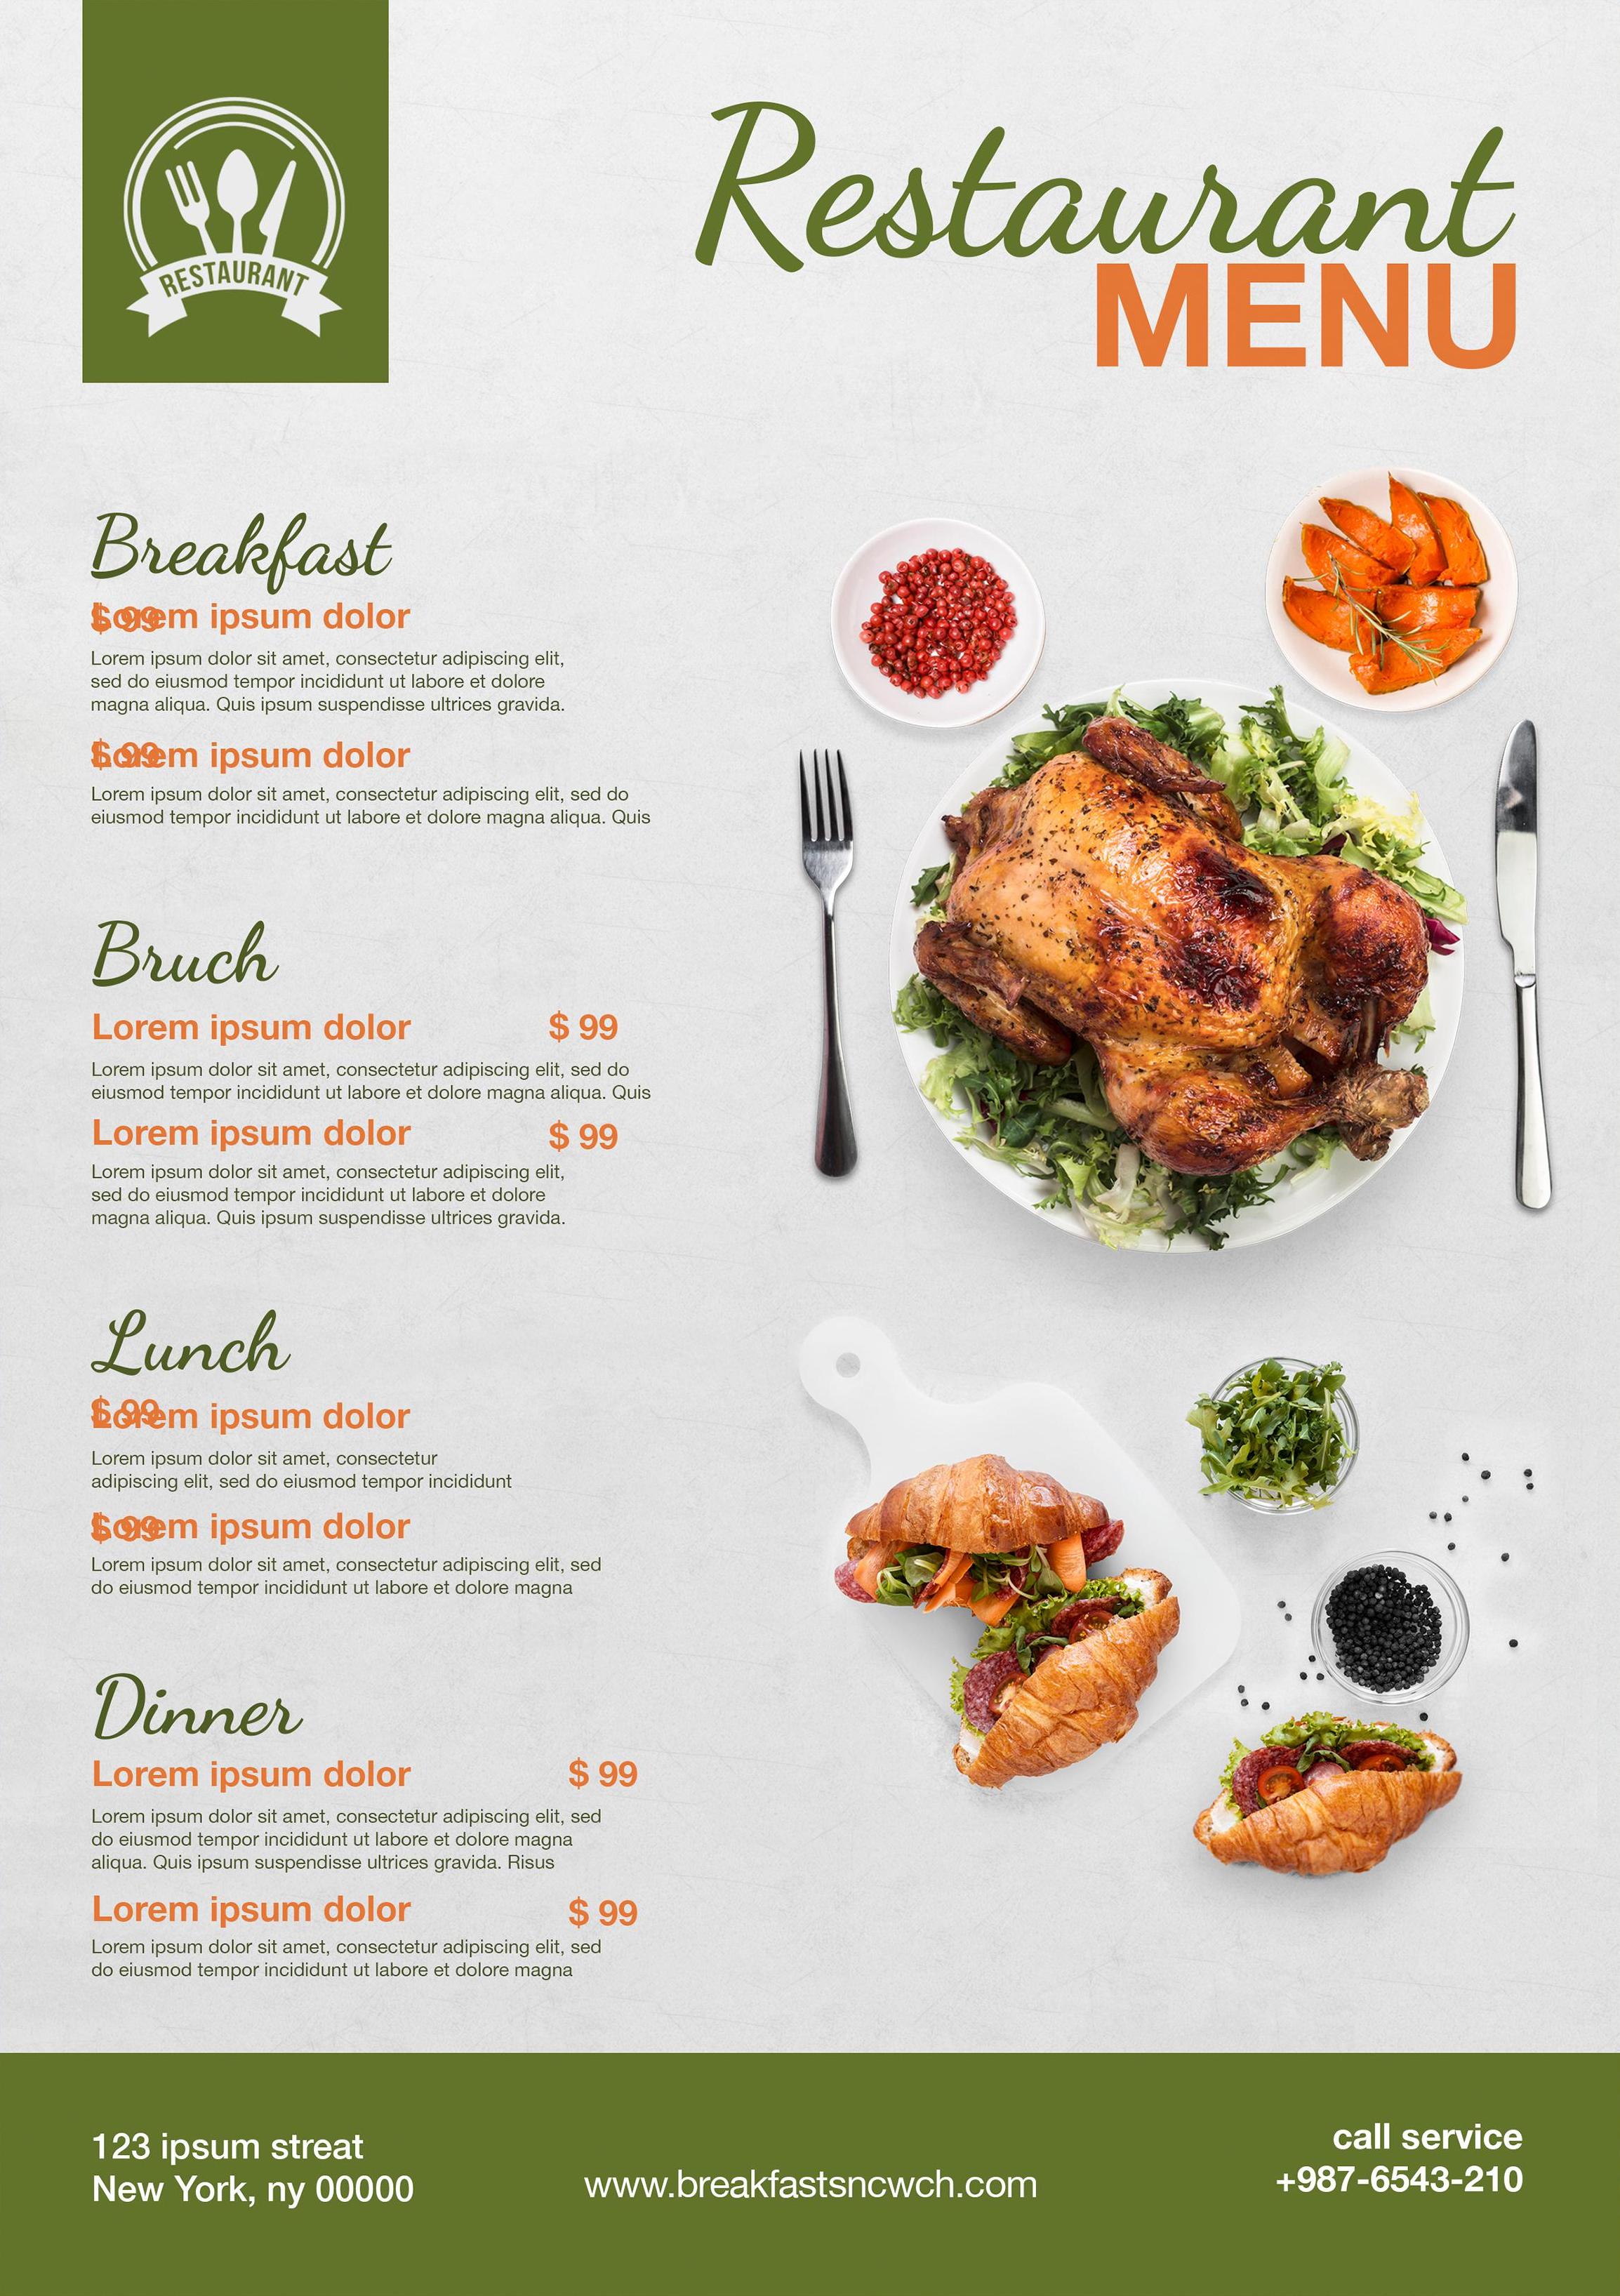 RESTAURANT
Restaurant
MENU
Breakfast
Lorem ipsum dolor
$ 99
Lorem ipsum dolor sit amet, consectetur adipiscing elit,
sed do eiusmod tempor incididunt ut labore et dolore
magna aliqua. Quis ipsum suspendisse ultrices gravida.
Lorem ipsum dolor
$ 99
Lorem ipsum dolor sit amet, consectetur adipiscing elit, sed do
eiusmod tempor incididunt ut labore et dolore magna aliqua. Quis
Bruch
Lorem ipsum dolor $ 99
Lorem ipsum dolor sit amet, consectetur adipiscing elit, sed do
eiusmod tempor incididunt ut labore et dolore magna aliqua. Quis
Lorem ipsum dolor $ 99
Lorem ipsum dolor sit amet, consectetur adipiscing elit,
sed do eiusmod tempor incididunt ut labore et dolore
magna aliqua. Quis ipsum suspendisse ultrices gravida.
Lunch
Lorem ipsum dolor
$ 99
Lorem ipsum dolor sit amet, consectetur
adipiscing elit, sed do eiusmod tempor incididunt
Lorem ipsum dolor
$ 99
Lorem ipsum dolor sit amet, consectetur adipiscing elit, sed
do eiusmod tempor incididunt ut labore et dolore magna
Dinner
Lorem ipsum dolor $ 99
Lorem ipsum dolor sit amet, consectetur adipiscing elit, sed
do eiusmod tempor incididunt ut labore et dolore magna
aliqua. Quis ipsum suspendisse ultrices gravida. Risus
Lorem ipsum dolor $ 99
Lorem ipsum dolor sit amet, consectetur adipiscing elit, sed
do eiusmod tempor incididunt ut labore et dolore magna
123 ipsum streat
New York, ny 00000
www.breakfastsncwch.com
call service
+987-6543-210